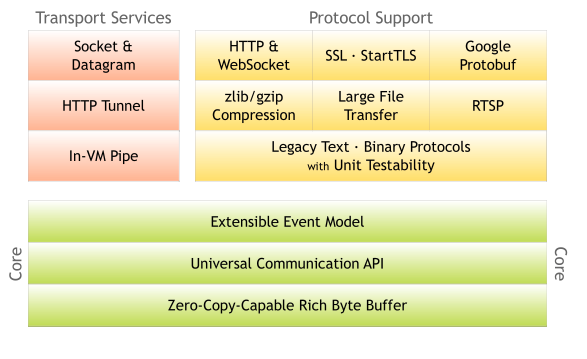 Transport Services
Protocol Support
Socket &
Datagram
HTTP &
WebSocket
SSL · StartTLS
Google
Protobuf
HTTP Tunnel
zlib/gzip
Compression
Large File
Transfer
RTSP
In-VM Pipe
Legacy Text · Binary Protocols
with Unit Testability
Core
Extensible Event Model
Universal Communication API
Zero-Copy-Capable Rich Byte Buffer
Core